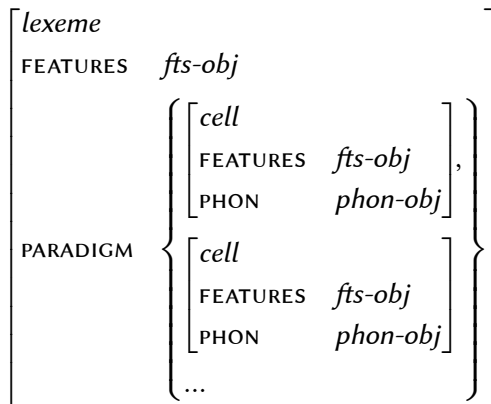 lexeme
FEATURES fts-obj
cell
FEATURES fts-obj
PHON phon-obj
,
PARADIGM
cell
FEATURES fts-obj
PHON phon-obj
...